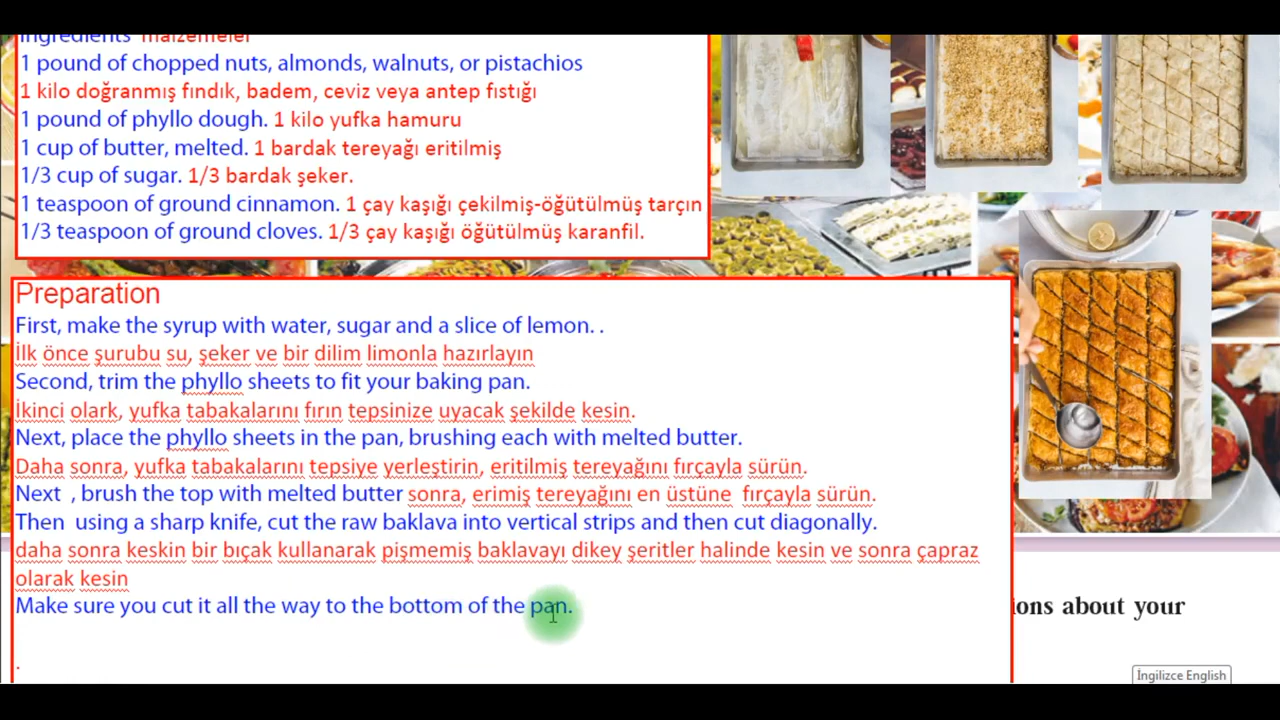 Ingredients malzemeler
1 pound of chopped nuts, almonds, walnuts, or pistachios
1 kilo doğranmış fındık, badem, ceviz veya antep fıstığı
1 pound of phyllo dough. 1 kilo yufka hamuru
1 cup of butter, melted. 1 bardak tereyağı eritilmiş
1/3 cup of sugar. 1/3 bardak şeker.
1 teaspoon of ground cinnamon. 1 çay kaşığı çekilmiş-öğütülmüş tarçın
1/3 teaspoon of ground cloves. 1/3 çay kaşığı öğütülmüş karanfil.
Preparation
First, make the syrup with water, sugar and a slice of lemon. .
İlk önce şurubu su, şeker ve bir dilim limonla hazırlayın
Second, trim the phyllo sheets to fit your baking pan.
İkinci olark, yufka tabakalarını fırın tepsinize uyacak şekilde kesin.
Next, place the phyllo sheets in the pan, brushing each with melted butter.
Daha sonra, yufka tabakalarını tepsiye yerleştirin, eritilmiş tereyağını fırçayla sürün.
Next , brush the top with melted butter sonra, erimiş tereyağını en üstüne fırçayla sürün.
Then using a sharp knife, cut the raw baklava into vertical strips and then cut diagonally.
daha sonra keskin bir bıçak kullanarak pişmemiş baklavayı dikey şeritler halinde kesin ve sonra çapraz
olarak kesin
Make sure you cut it all the way to the bottom of the pan.
.
ions about your
İngilizce English